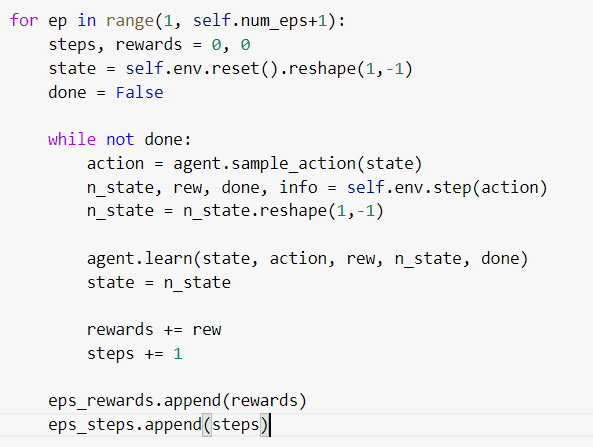 for ep in range(1, self.num_eps+1):
    steps, rewards = 0, 0
    state = self.env.reset().reshape(1,-1)
    done = False

    while not done:
        action = agent.sample_action(state)
        n_state, rew, done, info = self.env.step(action)
        n_state = n_state.reshape(1,-1)

        agent.learn(state, action, rew, n_state, done)
        state = n_state

        rewards += rew
        steps += 1

    eps_rewards.append(rewards)
    eps_steps.append(steps)